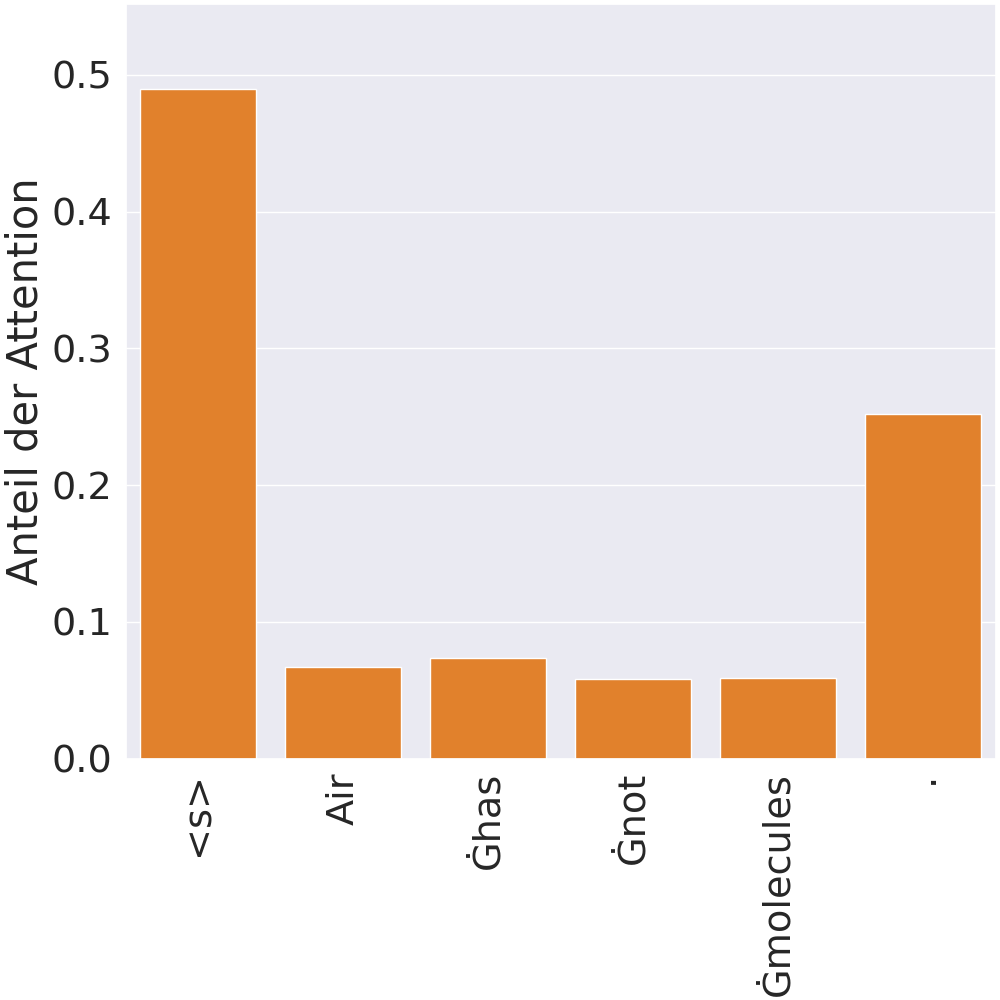 Anteil der Attention
0.5
0.4
0.3
0.2
0.1
0.0
<s>
Air
Ġhas
Ġnot
Ġmolecules
.